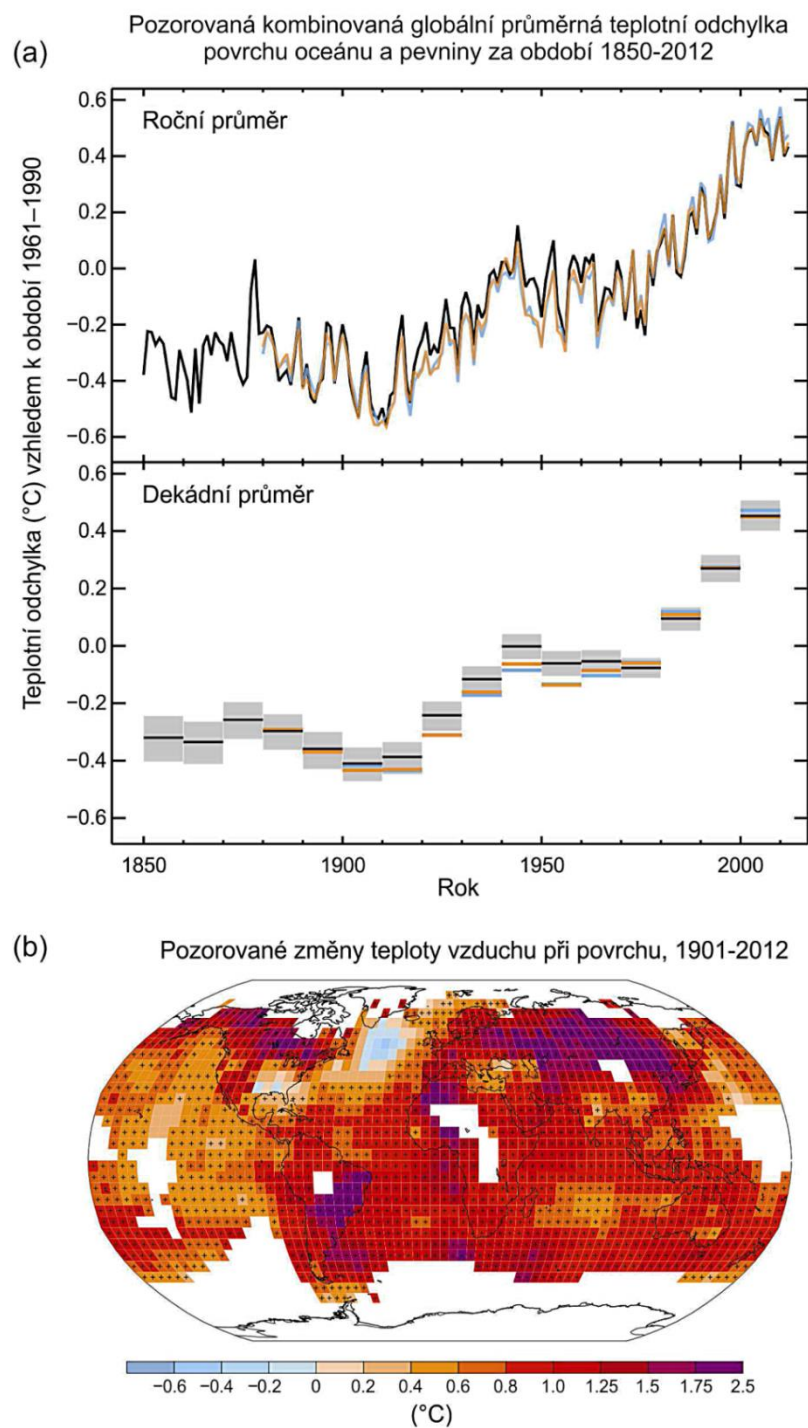 (a)
Pozorovaná kombinovaná globální průměrná teplotní odchylka
povrchu oceánu a pevniny za období 1850-2012
Teplotní odchylka (°C) vzhledem k období 1961–1990
Roční průměr
0.6
0.4
0.2
0.0
−0.2
−0.4
−0.6
Dekádní průměr
0.6
0.4
0.2
0.0
−0.2
−0.4
−0.6
1850 1900 1950 2000
Rok
(b)
Pozorované změny teploty vzduchu při povrchu, 1901-2012
−0.6 −0.4 −0.2 0 0.2 0.4 0.6 0.8 1.0 1.25 1.5 1.75 2.5
(°C)